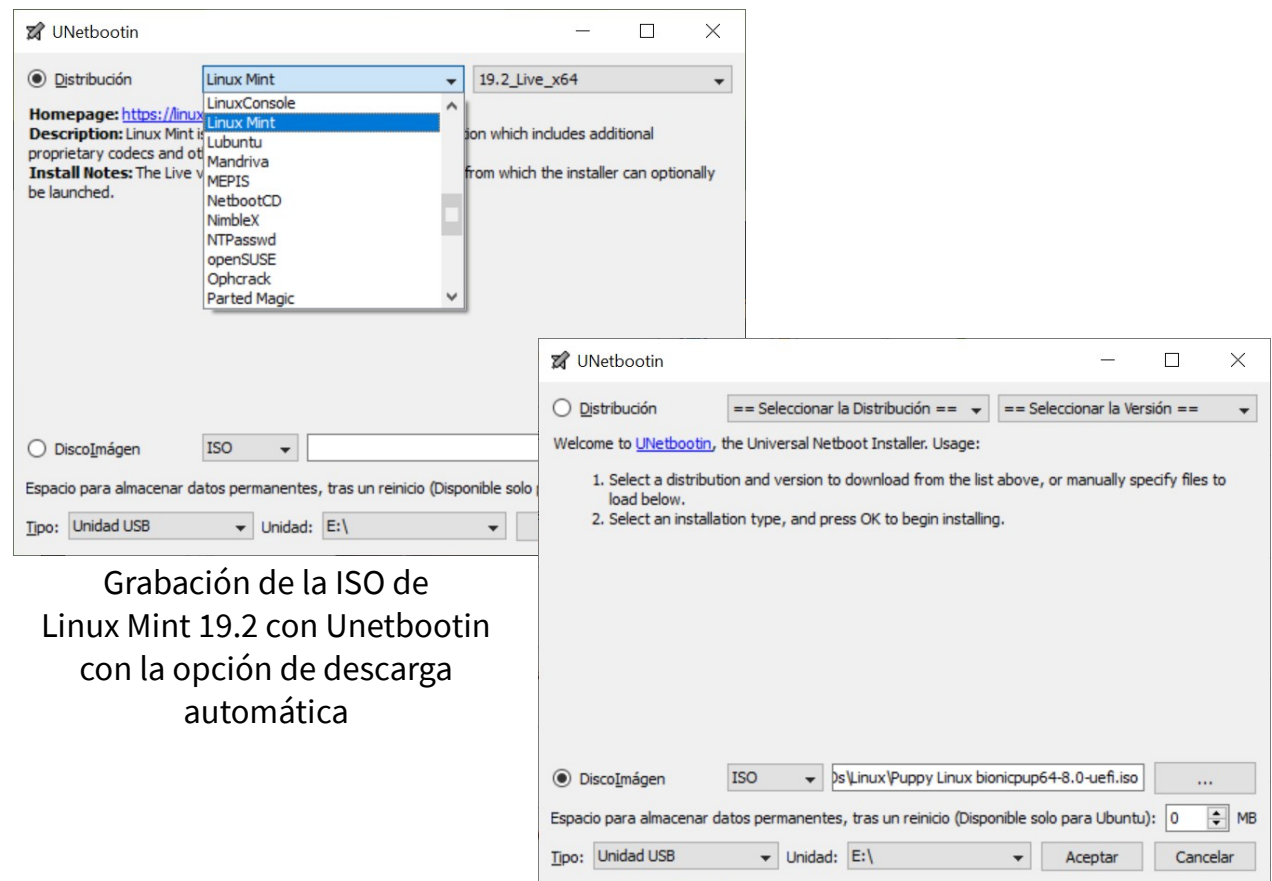 UNetbootin
Distribución
Linux Mint
19.2_Live_x64
LinuxConsole
Linux Mint
Lubuntu
Mandriva
MEPIS
NetbootCD
NimbleX
NTPasswd
openSUSE
Ophcrack
Parted Magic
Homepage: https://linux
Description: Linux Mint is tion which includes additional
proprietary codecs and ot
Install Notes: The Live v from which the installer can optionally
be launched.
DiscoImágen
ISO
Espacio para almacenar datos permanentes, tras un reinicio (Disponible solo
Tipo: Unidad USB Unidad: E:\
Grabación de la ISO de
Linux Mint 19.2 con Unetbootin
con la opción de descarga
automática
UNetbootin
Distribución
== Seleccionar la Distribución ==
== Seleccionar la Versión ==
Welcome to UNetbootin, the Universal Netboot Installer. Usage:
1. Select a distribution and version to download from the list above, or manually specify files to
load below.
2. Select an installation type, and press OK to begin installing.
DiscoImágen
ISO
Os\Linux\Puppy Linux bionicpup64-8.0-uefi.iso
...
Espacio para almacenar datos permanentes, tras un reinicio (Disponible solo para Ubuntu): 0 MB
Tipo: Unidad USB Unidad: E:\ Aceptar Cancelar